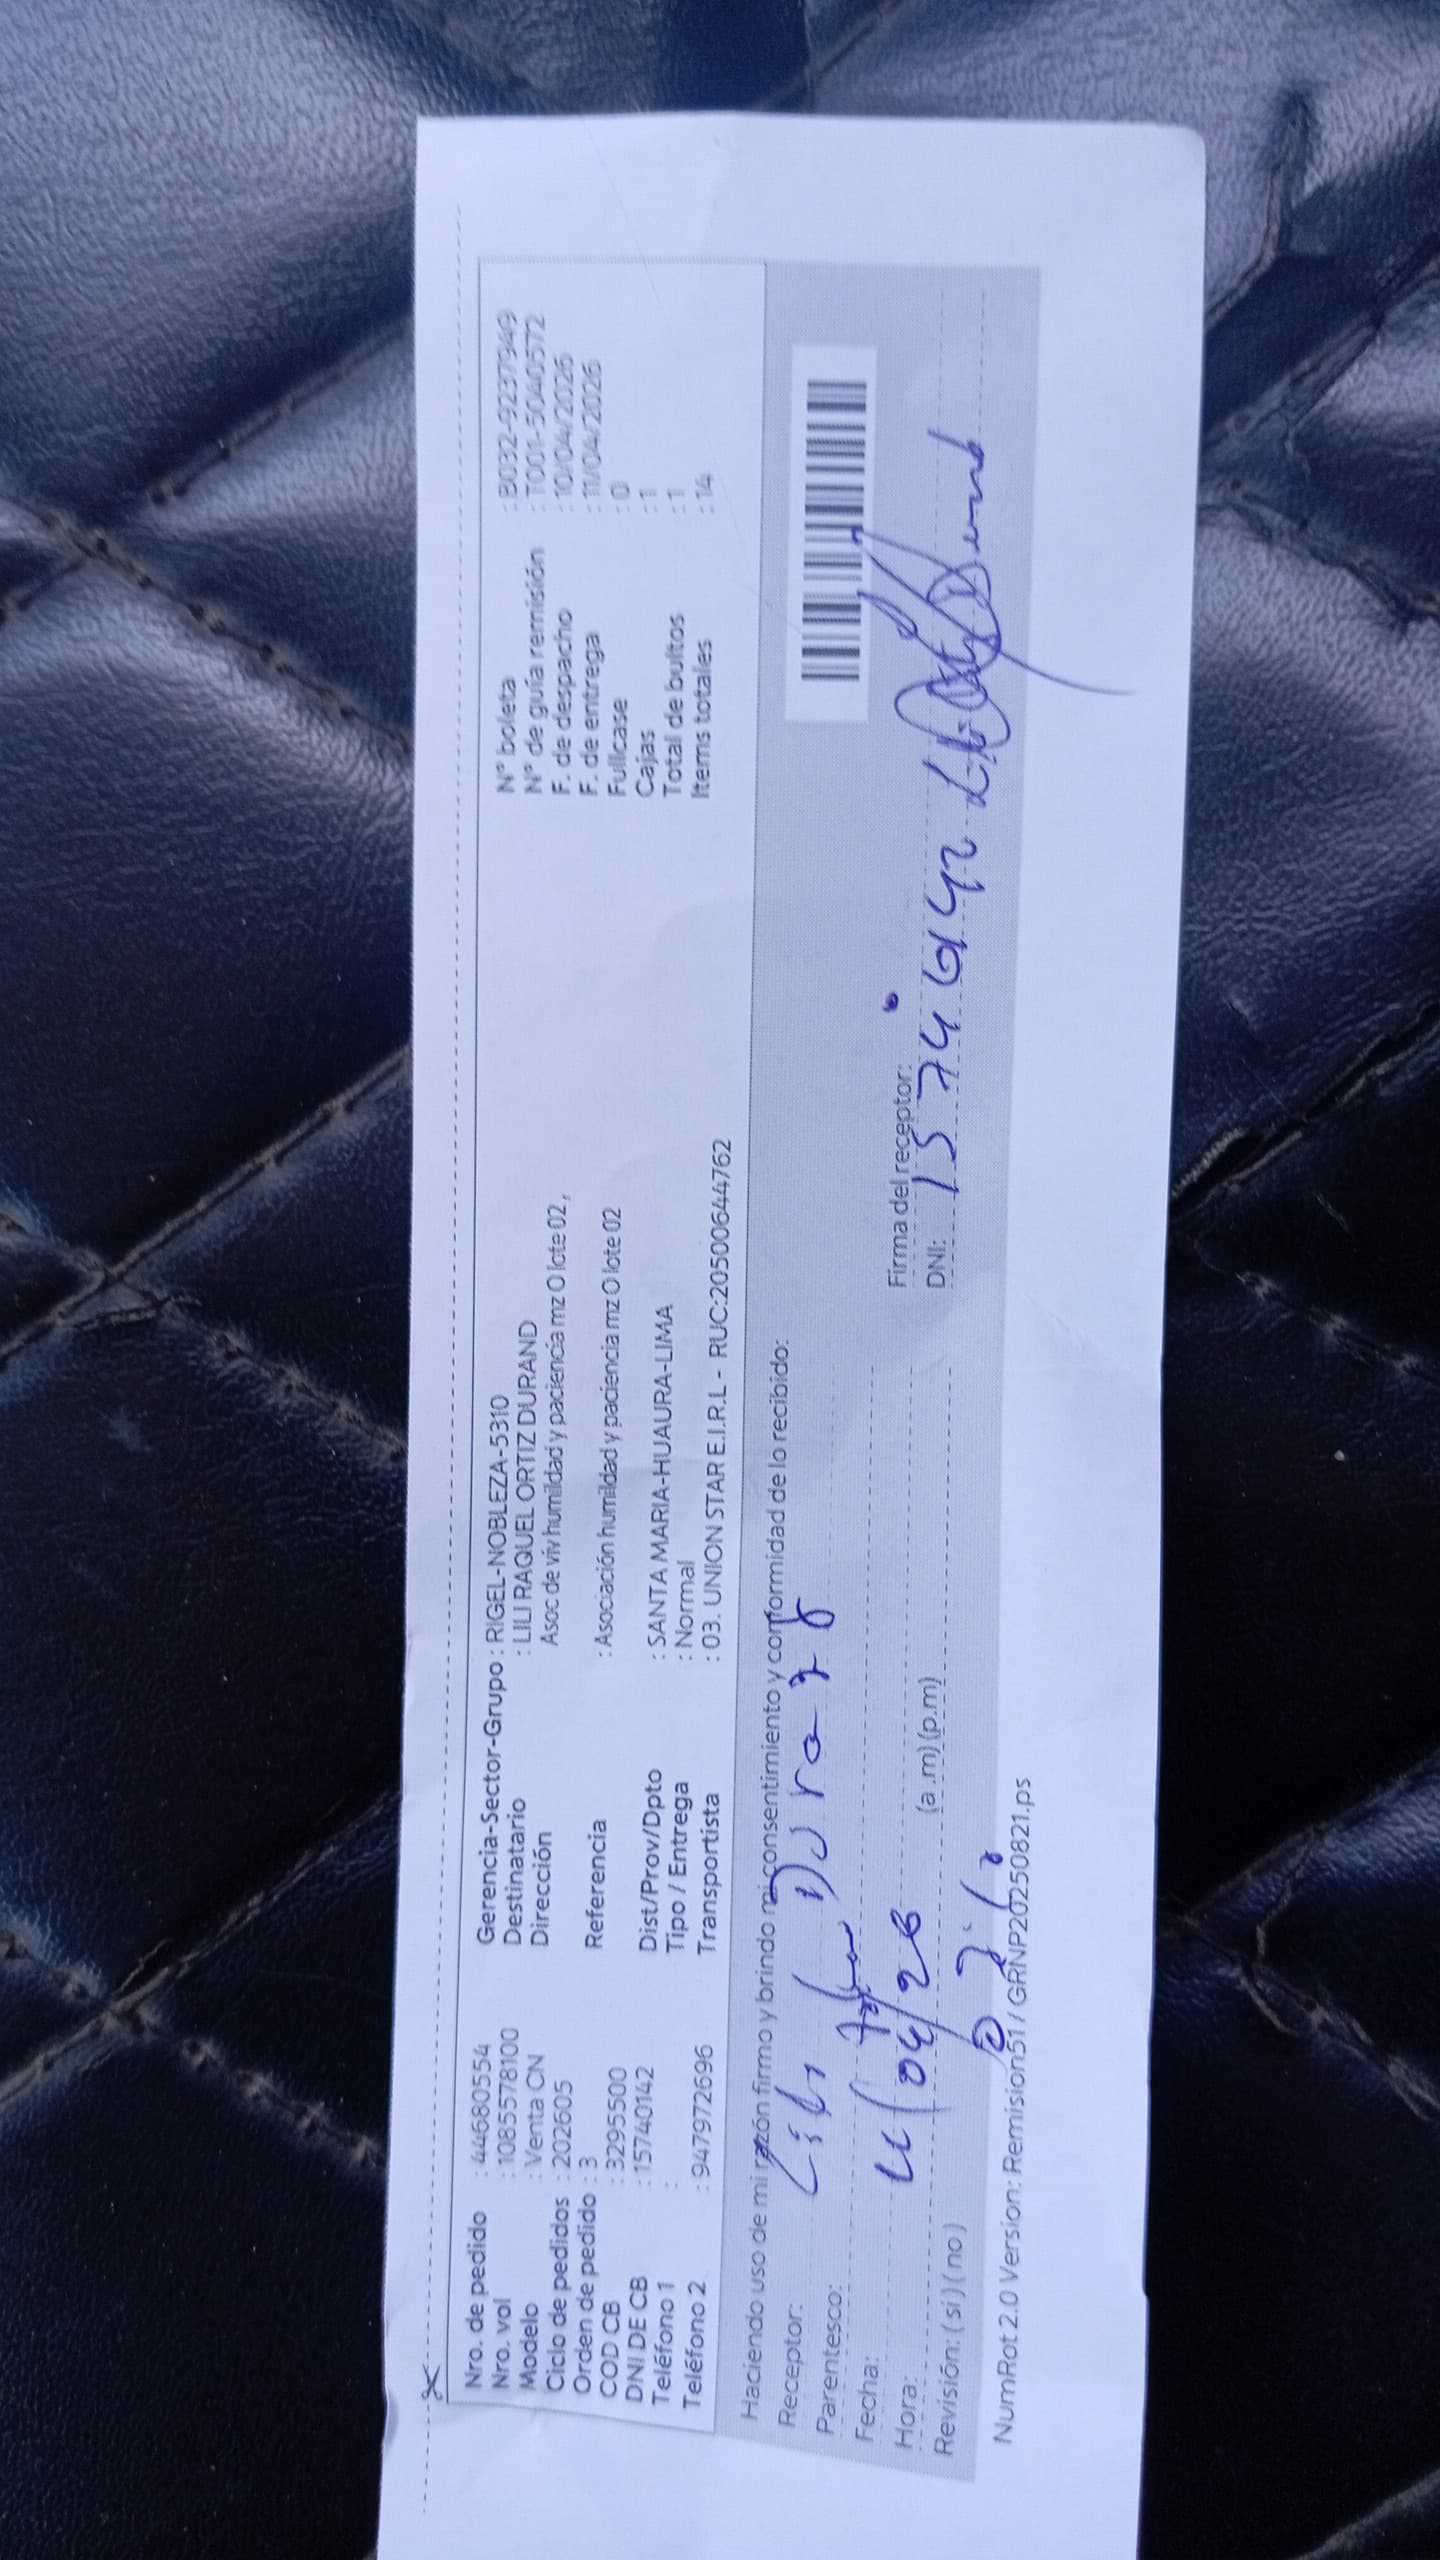 Nro. de pedido : 44680554
Nro. val : 1085578100
Modelo : Venta CN
Ciclo de pedidos : 202605
Orden de pedido : 3
COD CB : 3295500
DNI DE CB : 15740142
Teléfono 1 :
Teléfono 2 : 947972696
Gerencia-Sector-Grupo : RIGEL-NOBLEZA-5310
Destinatario : LILI RAQUEL ORTIZ DURAND
Dirección Asoc de viv humildad y paciencia mz O lote 02,
Referencia : Asociación humildad y paciencia mz O lote 02
Dist/Prov/Dpto : SANTA MARIA-HUAURA-LIMA
Tipo / Entrega : Normal
Transportista : 03. UNION STAR E.I.R.L - RUC:20500644762
N° boleta : B032-9237949
N° de guía remisión : T001-5040572
F. de despacho : 10/04/2026
F. de entrega : 11/04/2026
Fullcase : 0
Cajas : 1
Total de bultos : 1
Items totales : 14
Haciendo uso de mi razón firmo y brindo mi consentimiento y conformidad de lo recibido:
Receptor: Lili
Parentesco:
Fecha: 11/04/26
Hora: (a .m) (p.m)
Revisión: ( si ) ( no )
Firma del receptor:
DNI: 15740142
NumRot 2.0 Version: Remision51 / GRNP20250821.ps